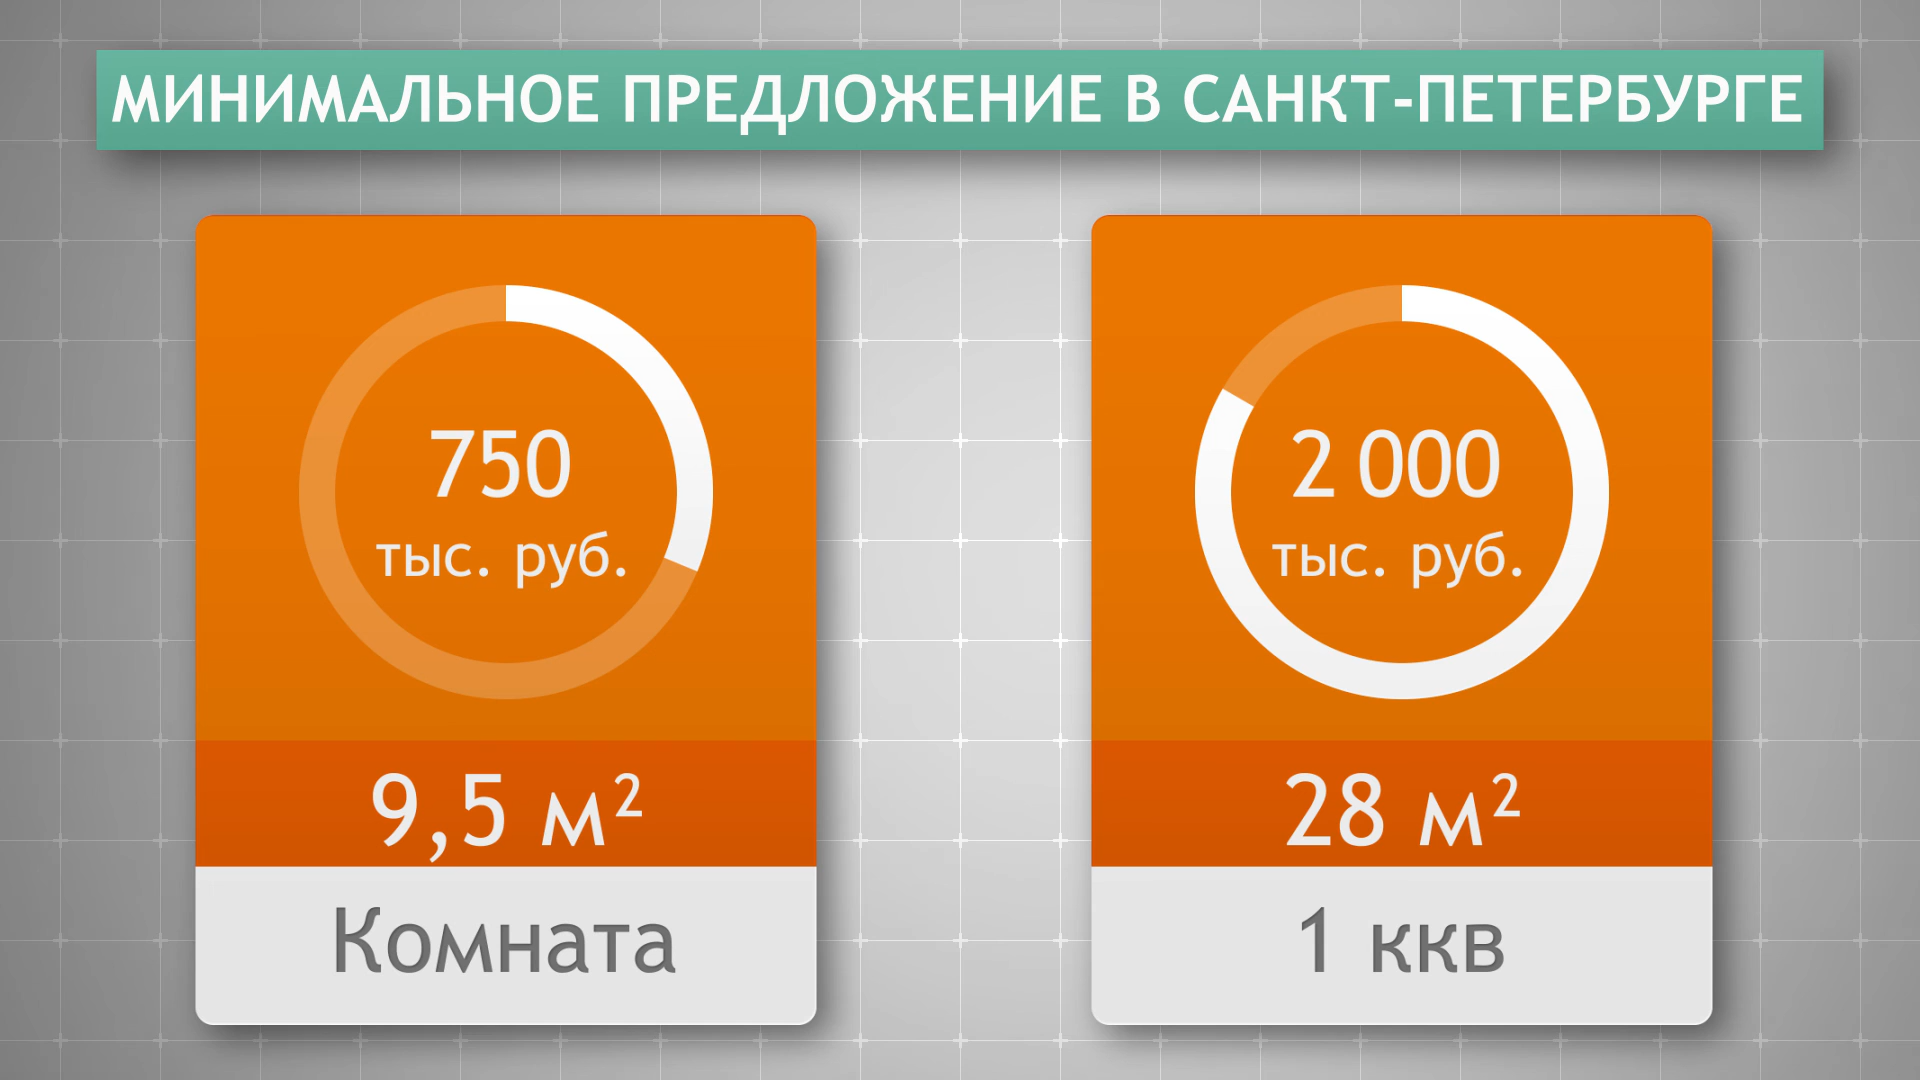 МИНИМАЛЬНОЕ ПРЕДЛОЖЕНИЕ В САНКТ-ПЕТЕРБУРГЕ
750
тыс. руб.
9,5 м²
Комната
2 000
тыс. руб.
28 м²
1 ккв